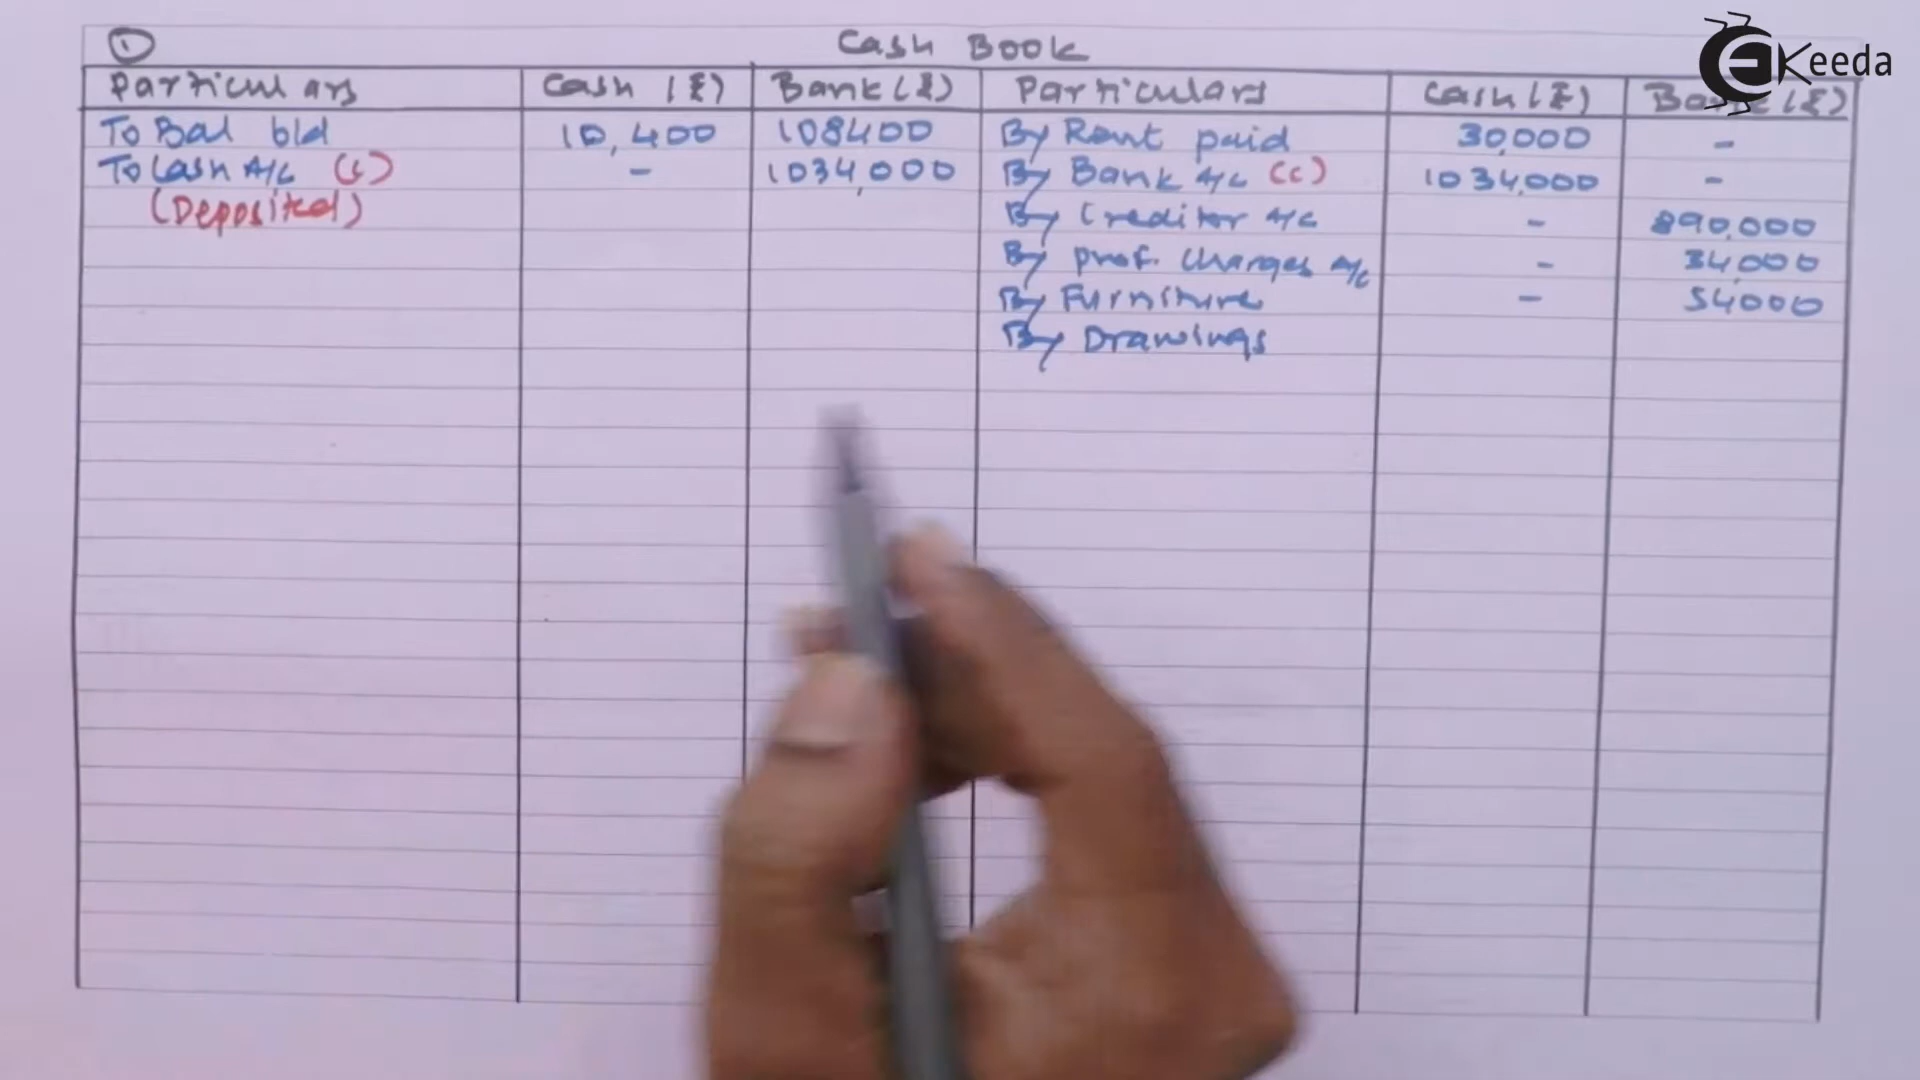 ① Cash Book
EKeeda
Particulars Cash (₹) Bank (₹) Particulars Cash (₹) Bank (₹)
To Bal b/d 10,400 108400 By Rent paid 30,000 -
To Cash A/c (c) - 1034,000 By Bank A/c (c) 1034,000 -
(Deposited) By Creditor A/c - 890,000
By prof. charges A/c - 34,000
By Furniture - 54000
By Drawings